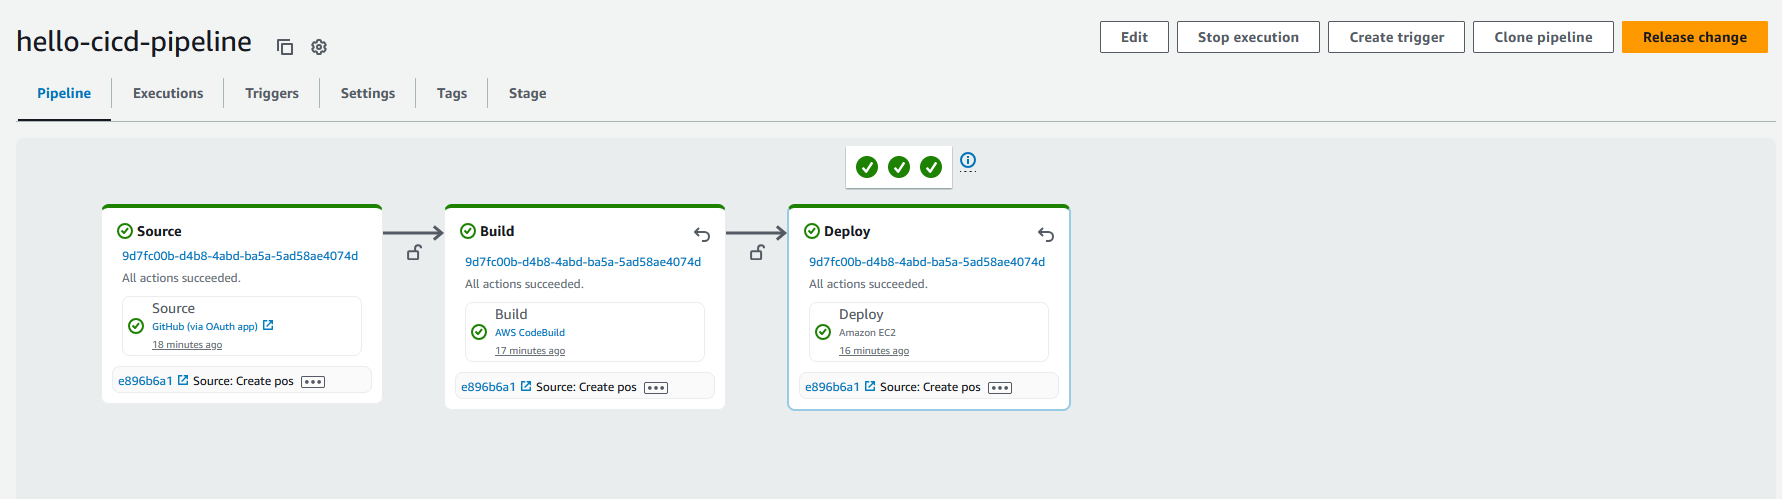 hello-cicd-pipeline
Edit
Stop execution
Create trigger
Clone pipeline
Release change
Pipeline
Executions
Triggers
Settings
Tags
Stage
Source
9d7fc00b-d4b8-4abd-ba5a-5ad58ae4074d
All actions succeeded.
Source
GitHub (via OAuth app)
18 minutes ago
e896b6a1 Source: Create pos
Build
9d7fc00b-d4b8-4abd-ba5a-5ad58ae4074d
All actions succeeded.
Build
AWS CodeBuild
17 minutes ago
e896b6a1 Source: Create pos
Deploy
9d7fc00b-d4b8-4abd-ba5a-5ad58ae4074d
All actions succeeded.
Deploy
Amazon EC2
16 minutes ago
e896b6a1 Source: Create pos